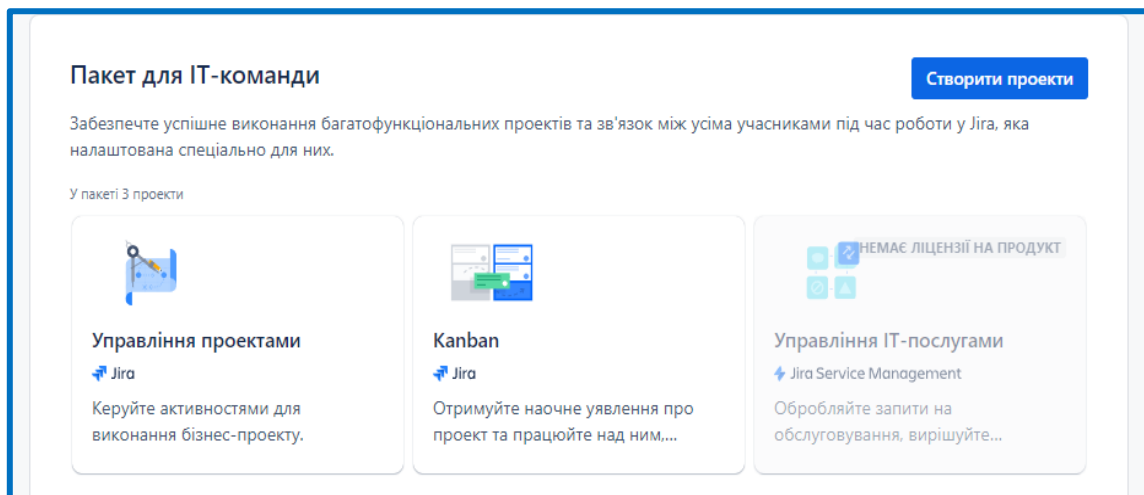 Пакет для ІТ-команди
Створити проекти
Забезпечте успішне виконання багатофункціональних проектів та зв'язок між усіма учасниками під час роботи у Jira, яка
налаштована спеціально для них.
У пакеті 3 проекти
Управління проектами
Jira
Керуйте активностями для
виконання бізнес-проекту.
Kanban
Jira
Отримуйте наочне уявлення про
проект та працюйте над ним,...
НЕМАЄ ЛІЦЕНЗІЇ НА ПРОДУКТ
Управління ІТ-послугами
Jira Service Management
Обробляйте запити на
обслуговування, вирішуйте...